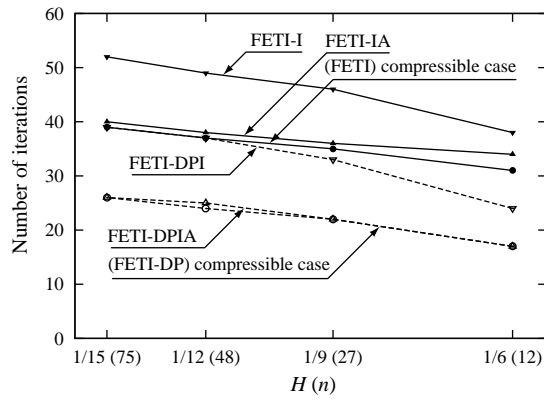 60
50
40
30
20
10
0
Number of iterations
FETI-I
FETI-IA
(FETI) compressible case
FETI-DPI
FETI-DPIA
(FETI-DP) compressible case
1/15 (75) 1/12 (48) 1/9 (27) 1/6 (12)
H (n)